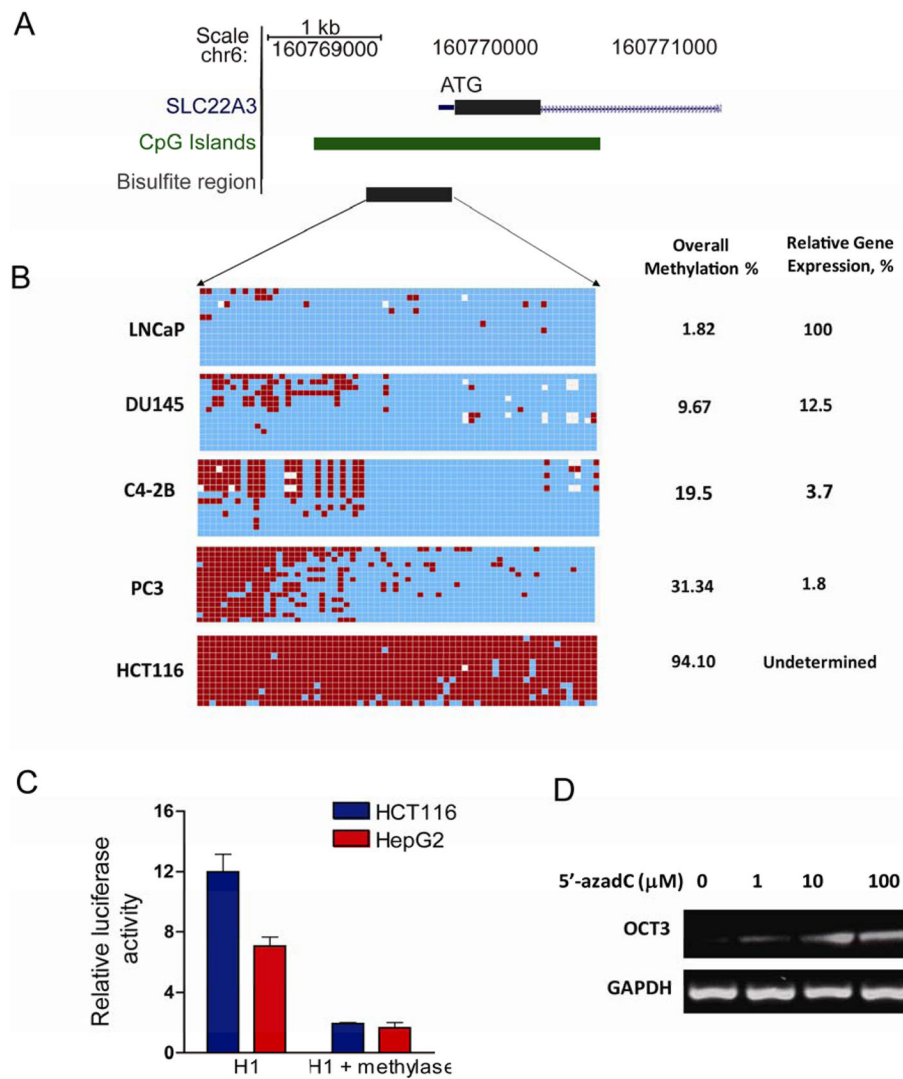 A
Scale
1 kb
chr6:
160769000
160770000
160771000
ATG
SLC22A3
CpG Islands
Bisulfite region
Overall
Methylation %
Relative Gene
Expression, %
B
LNCaP
1.82
100
DU145
9.67
12.5
C4-2B
19.5
3.7
PC3
31.34
1.8
HCT116
94.10
Undetermined
C
Relative luciferase
activity
16
12
8
4
0
HCT116
HepG2
H1
H1 + methylase
D
5'-azadC (μM)
0
1
10
100
OCT3
GAPDH